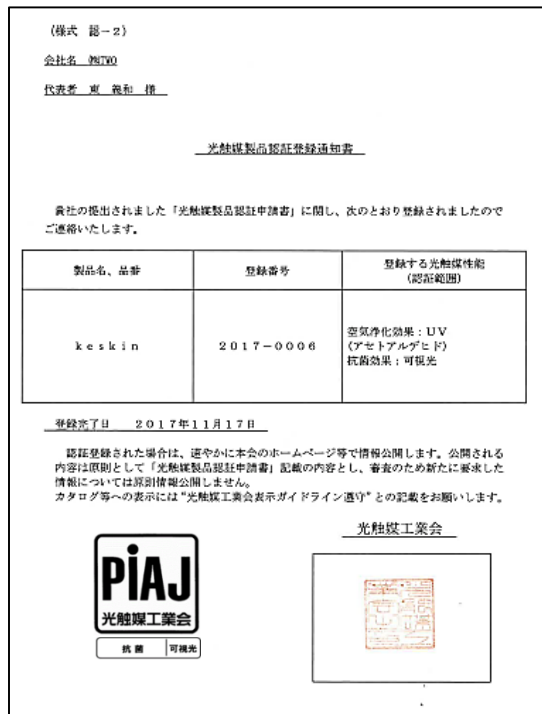 (様式 認-2)
会社名 ㈱TWO
代表者 東 義和 様
光触媒製品認証登録通知書
貴社の提出されました「光触媒製品認証申請書」に関し、次のとおり登録されましたので
ご連絡いたします。
製品名、品番
登録番号
登録する光触媒性能
(認証範囲)
keskin
2017-0006
空気浄化効果:UV
(アセトアルデヒド)
抗菌効果:可視光
登録完了日 2017年11月17日
認証登録された場合は、速やかに本会のホームページ等で情報公開します。公開される
内容は原則として「光触媒製品認証申請書」記載の内容とし、審査のため新たに要求した
情報については原則情報公開しません。
カタログ等への表示には"光触媒工業会表示ガイドライン遵守"との記載をお願いします。
光触媒工業会
PiAJ
光触媒工業会
抗菌 可視光